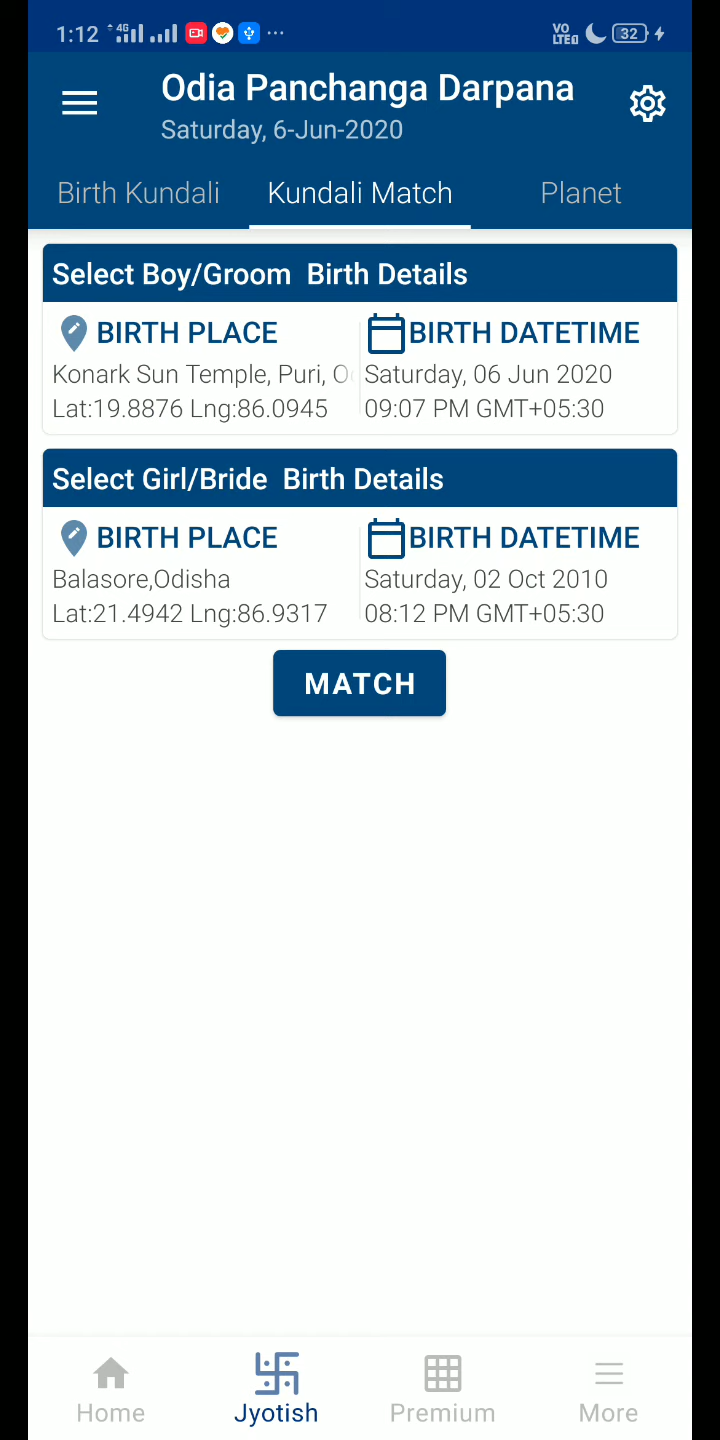 1:12 4G VO LTE 32
Odia Panchanga Darpana
Saturday, 6-Jun-2020
Birth Kundali Kundali Match Planet
Select Boy/Groom Birth Details
BIRTH PLACE BIRTH DATETIME
Konark Sun Temple, Puri, Saturday, 06 Jun 2020
Lat:19.8876 Lng:86.0945 09:07 PM GMT+05:30
Select Girl/Bride Birth Details
BIRTH PLACE BIRTH DATETIME
Balasore,Odisha Saturday, 02 Oct 2010
Lat:21.4942 Lng:86.9317 08:12 PM GMT+05:30
MATCH
Home Jyotish Premium More